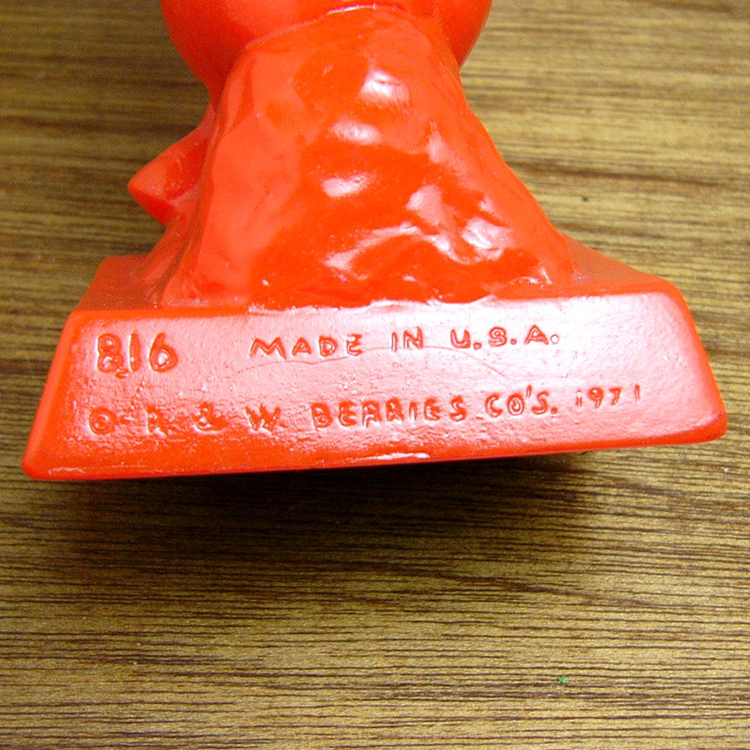 816 MADE IN U.S.A.
© R. & W. BERRIES CO'S. 1971